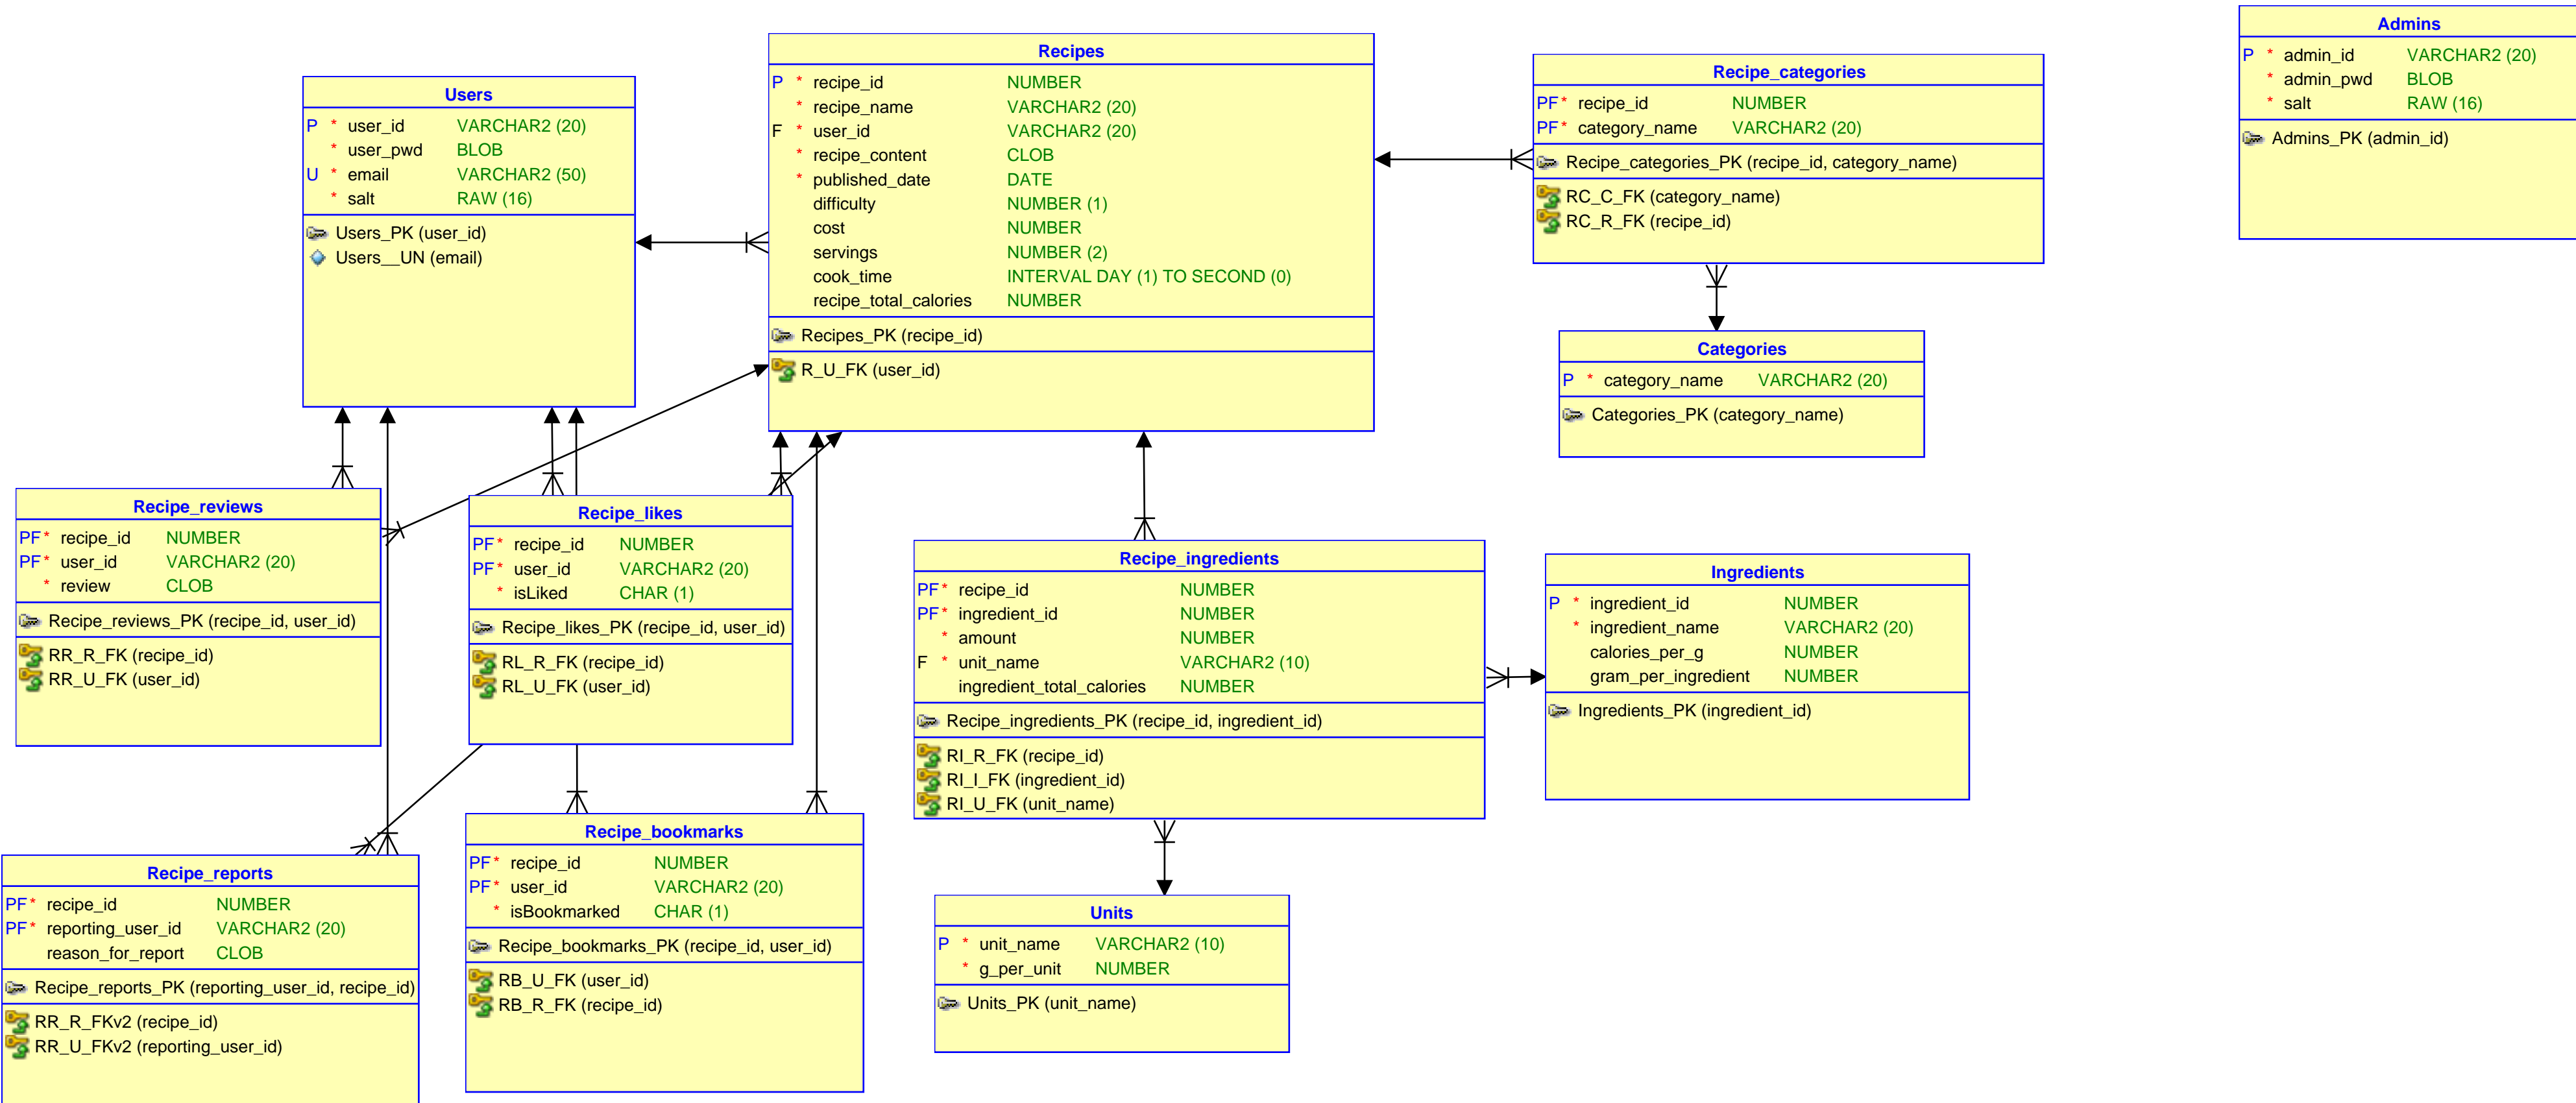 Users
P * user_id VARCHAR2 (20)
* user_pwd BLOB
U * email VARCHAR2 (50)
* salt RAW (16)
Users_PK (user_id)
Users__UN (email)
Recipes
P * recipe_id NUMBER
* recipe_name VARCHAR2 (20)
F * user_id VARCHAR2 (20)
* recipe_content CLOB
* published_date DATE
difficulty NUMBER (1)
cost NUMBER
servings NUMBER (2)
cook_time INTERVAL DAY (1) TO SECOND (0)
recipe_total_calories NUMBER
Recipes_PK (recipe_id)
R_U_FK (user_id)
Recipe_categories
PF* recipe_id NUMBER
PF* category_name VARCHAR2 (20)
Recipe_categories_PK (recipe_id, category_name)
RC_C_FK (category_name)
RC_R_FK (recipe_id)
Admins
P * admin_id VARCHAR2 (20)
* admin_pwd BLOB
* salt RAW (16)
Admins_PK (admin_id)
Categories
P * category_name VARCHAR2 (20)
Categories_PK (category_name)
Recipe_reviews
PF* recipe_id NUMBER
PF* user_id VARCHAR2 (20)
* review CLOB
Recipe_reviews_PK (recipe_id, user_id)
RR_R_FK (recipe_id)
RR_U_FK (user_id)
Recipe_likes
PF* recipe_id NUMBER
PF* user_id VARCHAR2 (20)
* isLiked CHAR (1)
Recipe_likes_PK (recipe_id, user_id)
RL_R_FK (recipe_id)
RL_U_FK (user_id)
Recipe_ingredients
PF* recipe_id NUMBER
PF* ingredient_id NUMBER
* amount NUMBER
F * unit_name VARCHAR2 (10)
ingredient_total_calories NUMBER
Recipe_ingredients_PK (recipe_id, ingredient_id)
RI_R_FK (recipe_id)
RI_I_FK (ingredient_id)
RI_U_FK (unit_name)
Ingredients
P * ingredient_id NUMBER
* ingredient_name VARCHAR2 (20)
calories_per_g NUMBER
gram_per_ingredient NUMBER
Ingredients_PK (ingredient_id)
Recipe_reports
PF* recipe_id NUMBER
PF* reporting_user_id VARCHAR2 (20)
reason_for_report CLOB
Recipe_reports_PK (reporting_user_id, recipe_id)
RR_R_FKv2 (recipe_id)
RR_U_FKv2 (reporting_user_id)
Recipe_bookmarks
PF* recipe_id NUMBER
PF* user_id VARCHAR2 (20)
* isBookmarked CHAR (1)
Recipe_bookmarks_PK (recipe_id, user_id)
RB_U_FK (user_id)
RB_R_FK (recipe_id)
Units
P * unit_name VARCHAR2 (10)
* g_per_unit NUMBER
Units_PK (unit_name)